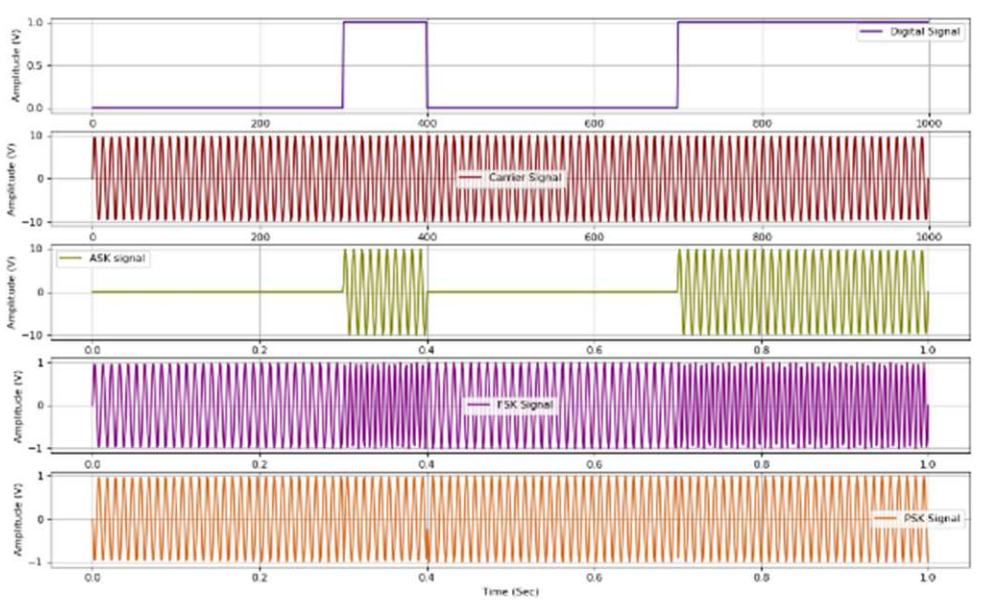 1.0
0.5
0.0
Amplitude (V)
Digital Signal
0 200 400 600 800 1000
10
0
−10
Amplitude (V)
Carrier Signal
0 200 400 600 800 1000
10
0
−10
Amplitude (V)
ASK signal
0.0 0.2 0.4 0.6 0.8 1.0
1
0
−1
Amplitude (V)
FSK Signal
0.0 0.2 0.4 0.6 0.8 1.0
1
0
−1
Amplitude (V)
PSK Signal
0.0 0.2 0.4 0.6 0.8 1.0
Time (Sec)